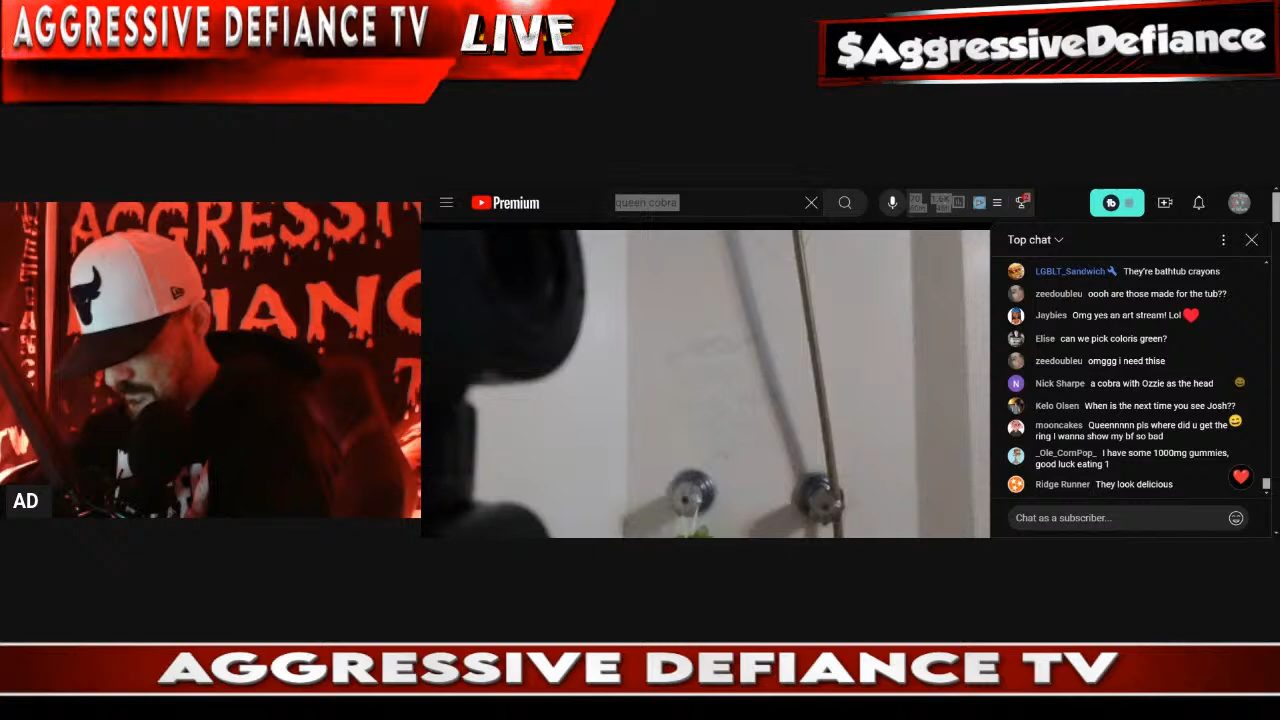 AGGRESSIVE DEFIANCE TV
LIVE
$AggressiveDefiance
Premium
queen cobra
AGGRESSI
IANC
T
AD
Top chat
LGBLT_Sandwich They're bathtub crayons
zeedoubleu oooh are those made for the tub??
Jaybies Omg yes an art stream! Lol
Elise can we pick coloris green?
zeedoubleu omggg i need thise
N
Nick Sharpe a cobra with Ozzie as the head
Kelo Olsen When is the next time you see Josh??
mooncakes Queennnnn pls where did u get the
ring I wanna show my bf so bad
_Ole_CornPop_ I have some 1000mg gummies,
good luck eating 1
Ridge Runner They look delicious
Chat as a subscriber...
AGGRESSIVE DEFIANCE TV